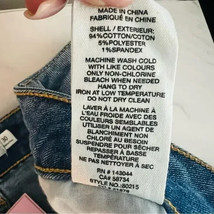 MADE IN CHINA
FABRIQUÉ EN CHINE
SHELL / EXTERIEUR:
94% COTTON/COTON
5% POLYESTER
1% SPANDEX
MACHINE WASH COLD
WITH LIKE COLOURS
ONLY NON-CHLORINE
BLEACH WHEN NEEDED
HANG TO DRY
IRON AT LOW TEMPERATURE
DO NOT DRY CLEAN
LAVER À LA MACHINE À
L'EAU FROIDE AVEC DES
COULEURS SEMBLABLES
UTILISER UN AGENT DE
BLANCHIMENT NON
CHLORÉ AU BESOIN
SUSPENDRE POUR SÉCHER
REPASSER À BASSE
TEMPÉRATURE
NE PAS NETTOYER À SEC
RN # 143044
CA# 58734
STYLE NO.:80215